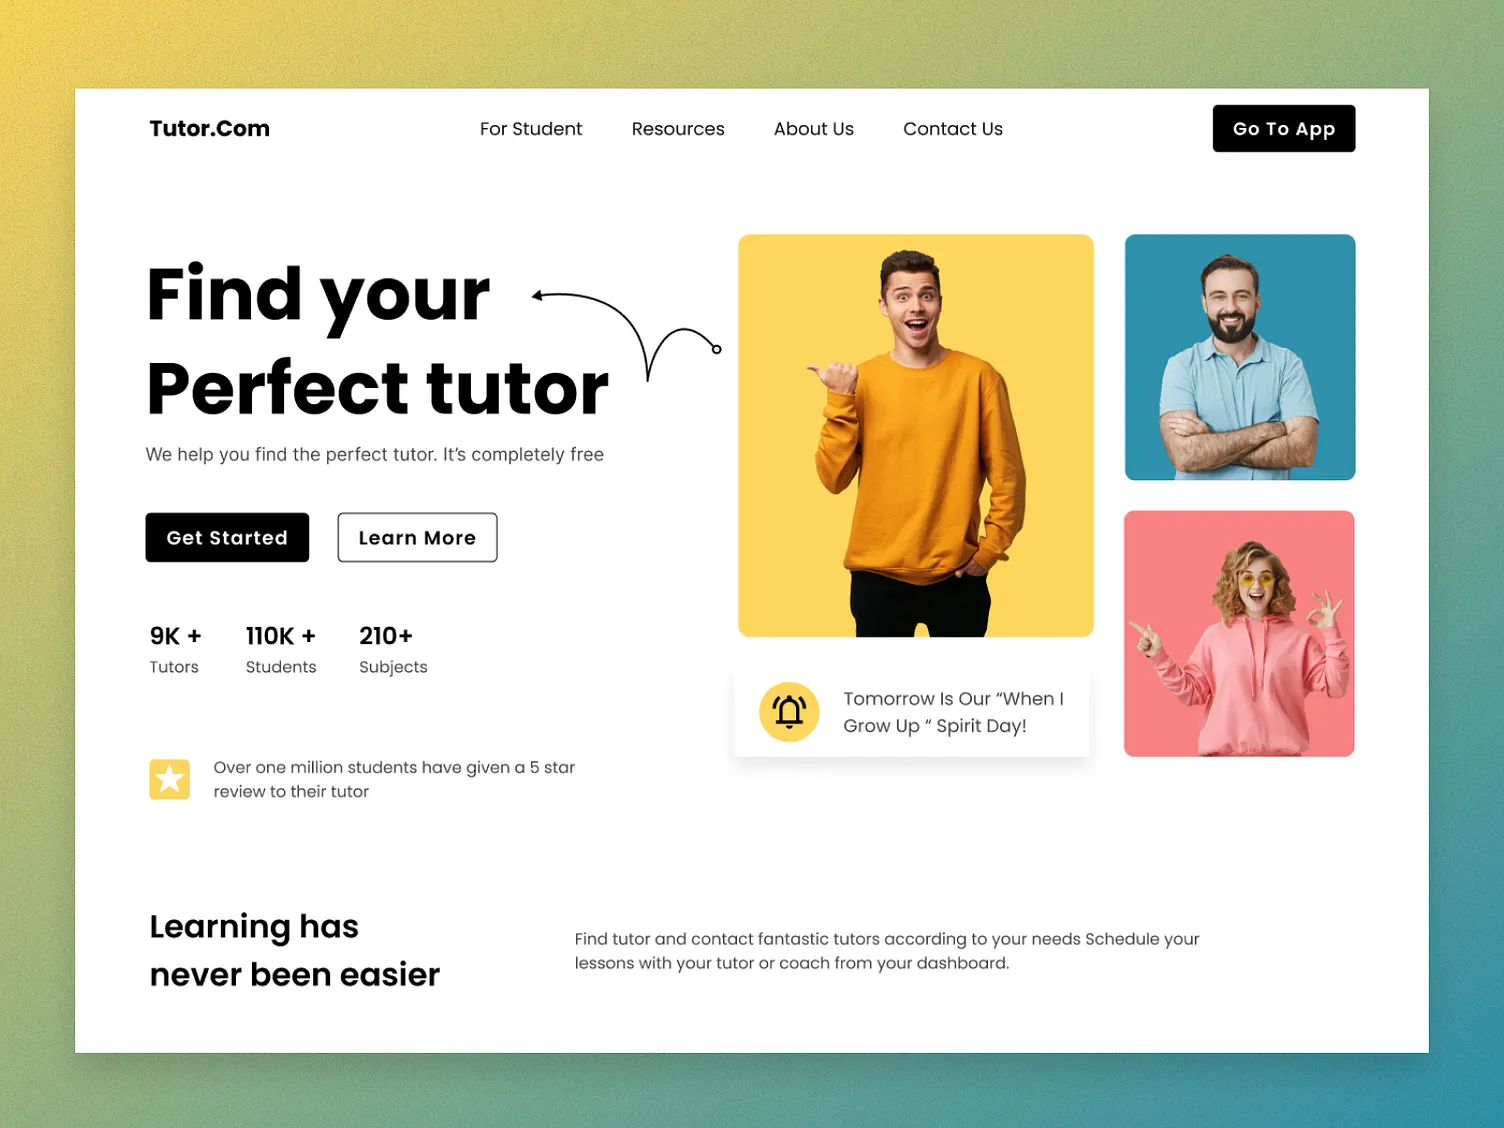 Tutor.Com
For Student
Resources
About Us
Contact Us
Go To App
Find your
Perfect tutor
We help you find the perfect tutor. It’s completely free
Get Started
Learn More
9K +
Tutors
110K +
Students
210+
Subjects
Tomorrow Is Our “When I
Grow Up “ Spirit Day!
Over one million students have given a 5 star
review to their tutor
Learning has
never been easier
Find tutor and contact fantastic tutors according to your needs Schedule your
lessons with your tutor or coach from your dashboard.